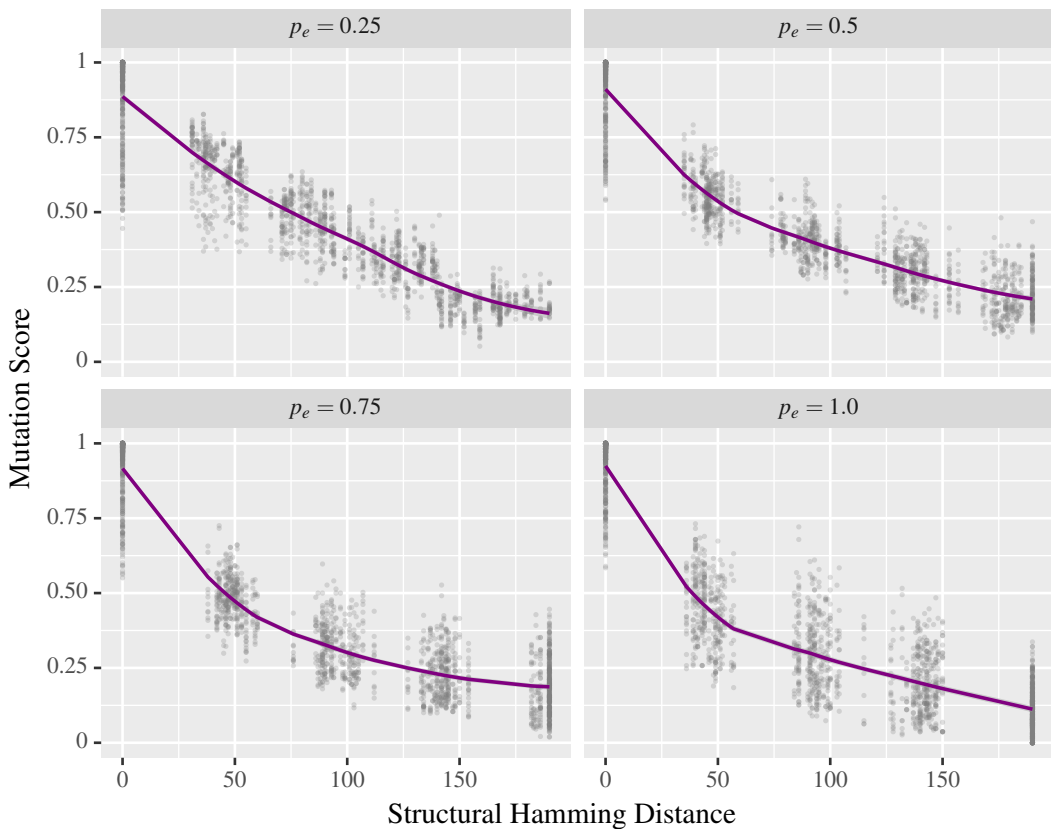 p_e = 0.25
p_e = 0.5
1
0.75
0.50
0.25
0
p_e = 0.75
p_e = 1.0
1
0.75
0.50
0.25
0
Mutation Score
0 50 100 150
0 50 100 150
Structural Hamming Distance